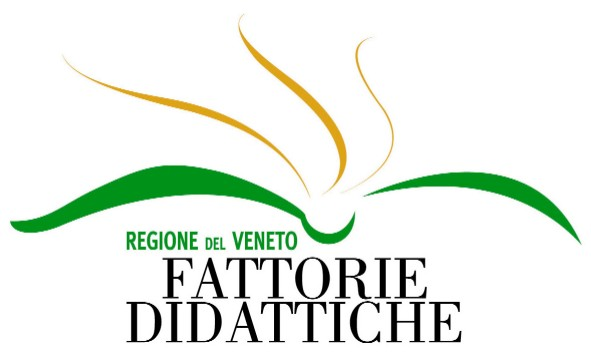 REGIONE DEL VENETO
FATTORIE
DIDATTICHE